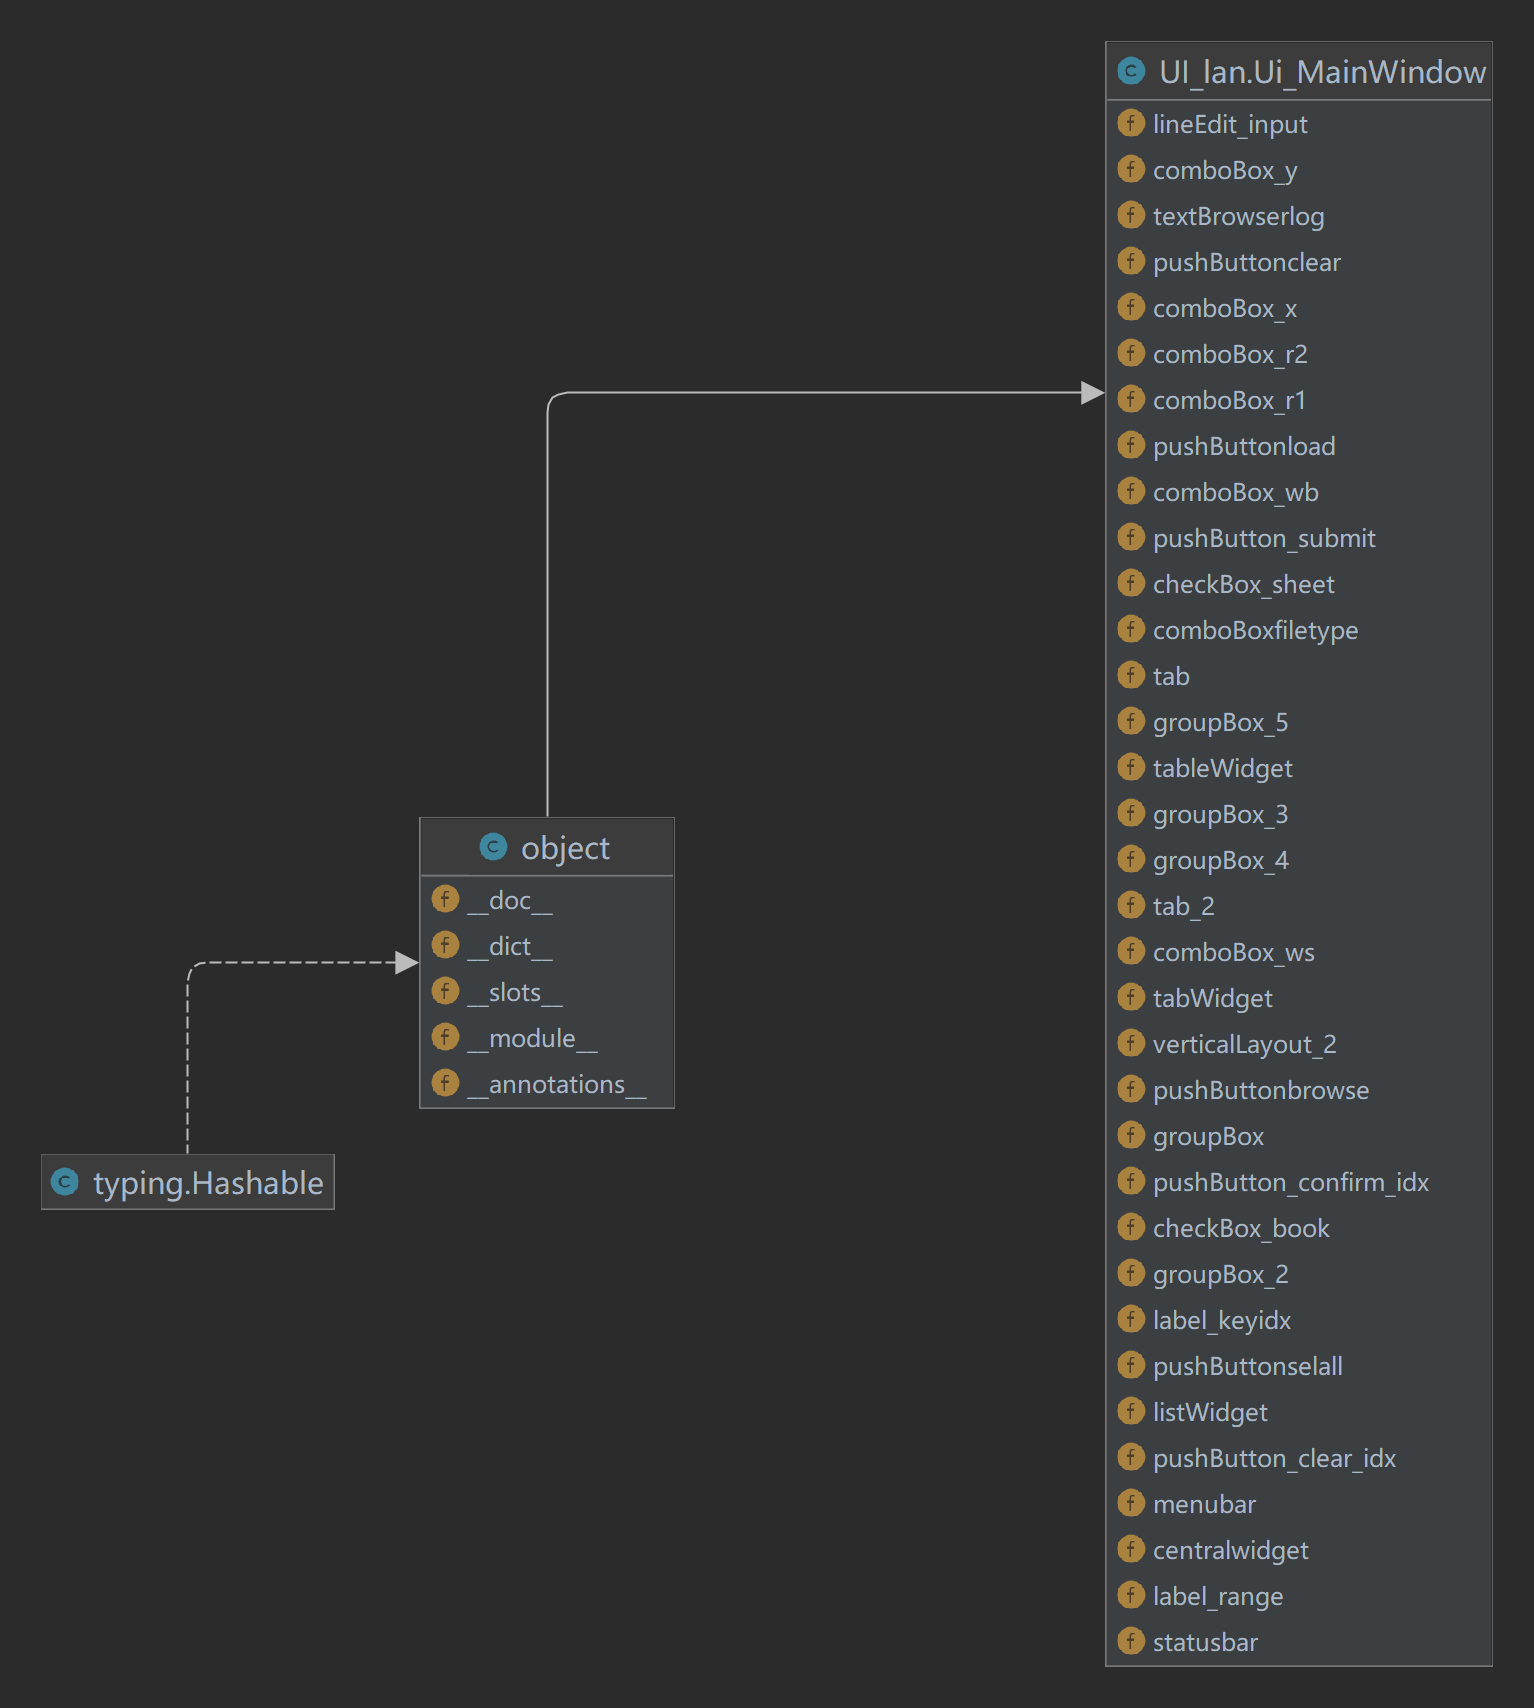 UI_lan.Ui_MainWindow
lineEdit_input
comboBox_y
textBrowserlog
pushButtonclear
comboBox_x
comboBox_r2
comboBox_r1
pushButtonload
comboBox_wb
pushButton_submit
checkBox_sheet
comboBoxfiletype
tab
groupBox_5
tableWidget
groupBox_3
groupBox_4
tab_2
comboBox_ws
tabWidget
verticalLayout_2
pushButtonbrowse
groupBox
pushButton_confirm_idx
checkBox_book
groupBox_2
label_keyidx
pushButtonselall
listWidget
pushButton_clear_idx
menubar
centralwidget
label_range
statusbar
object
__doc__
__dict__
__slots__
__module__
__annotations__
typing.Hashable